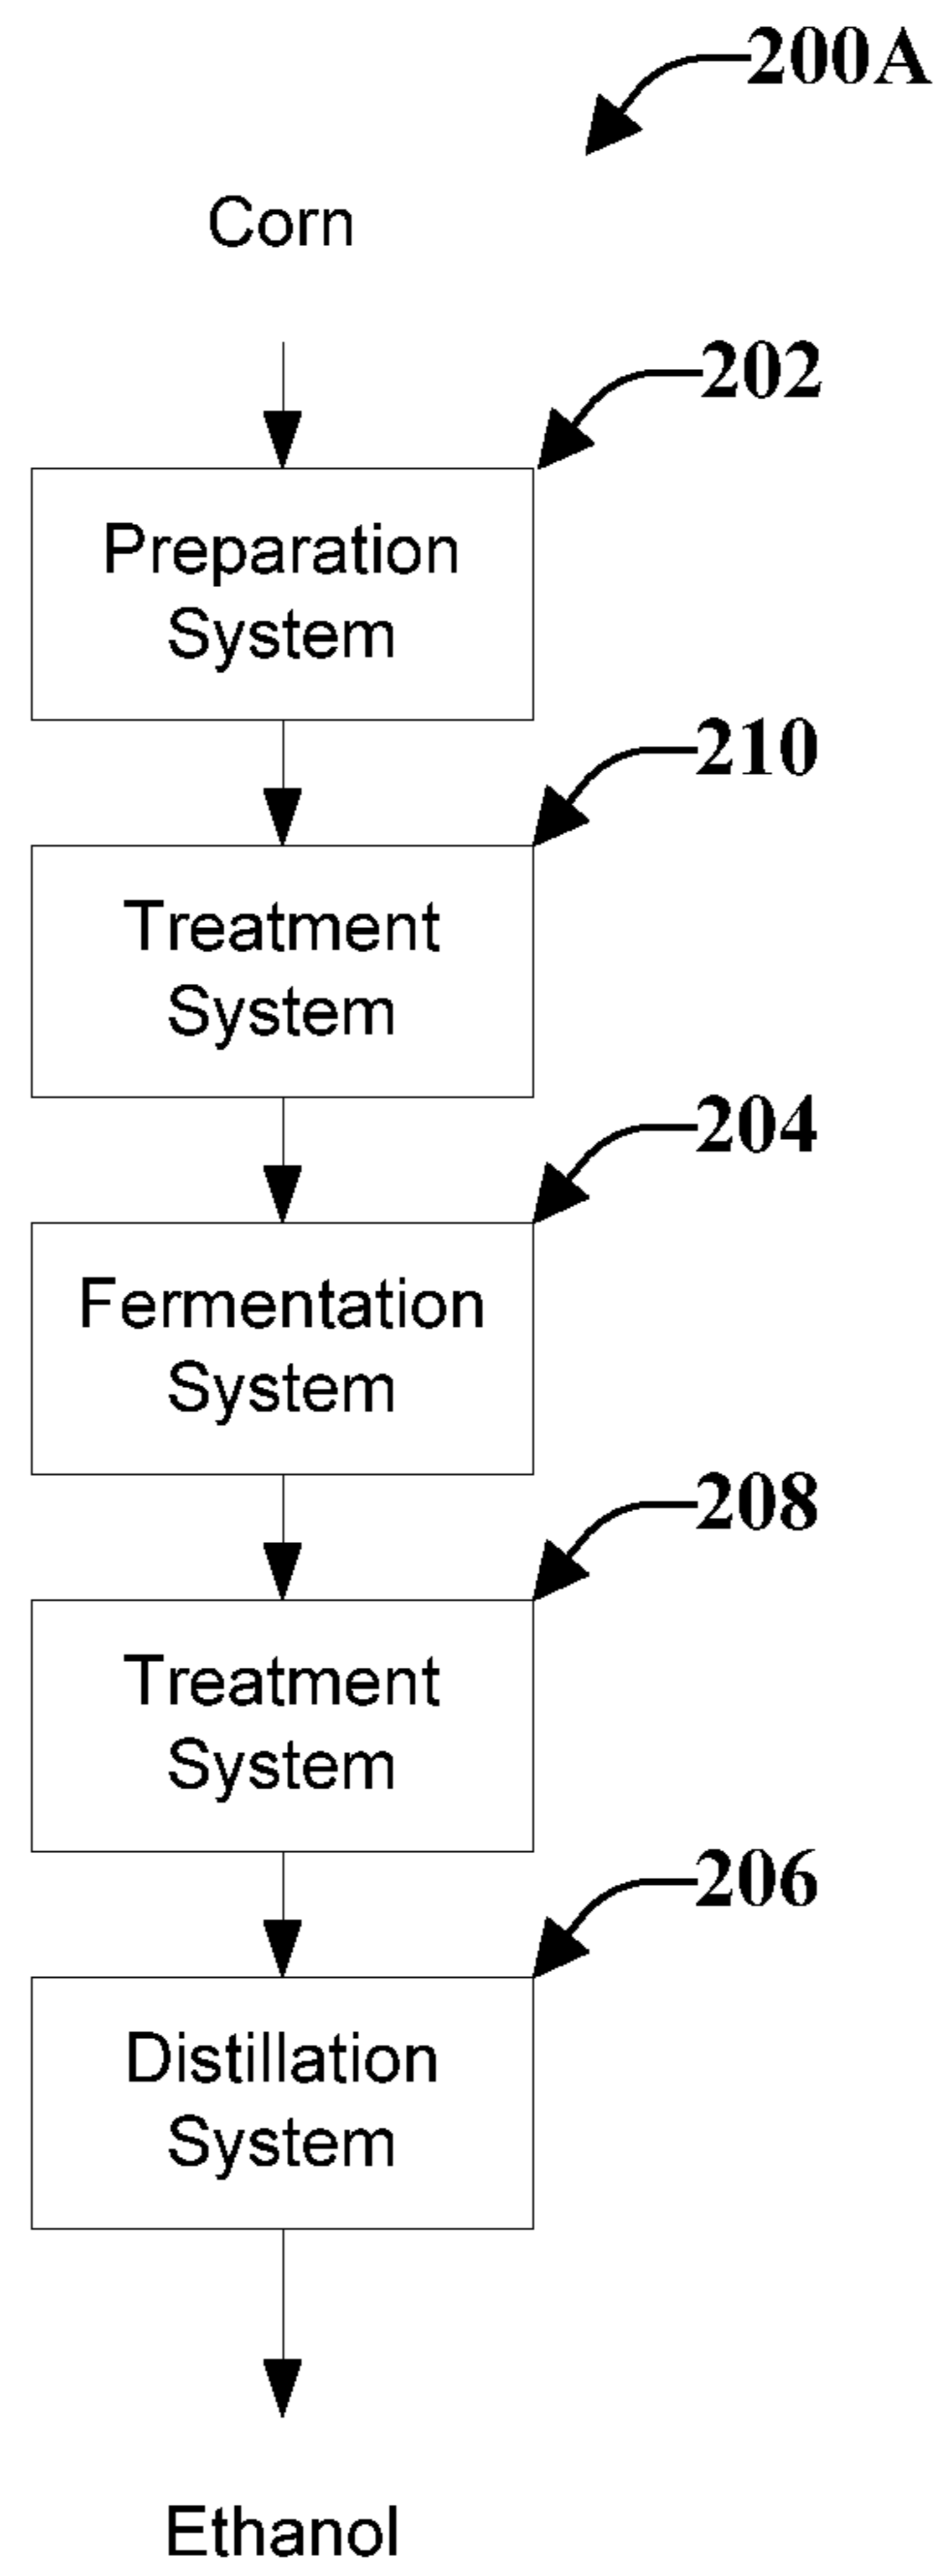 200A
Corn
202
Preparation
System
210
Treatment
System
204
Fermentation
System
208
Treatment
System
206
Distillation
System
Ethanol